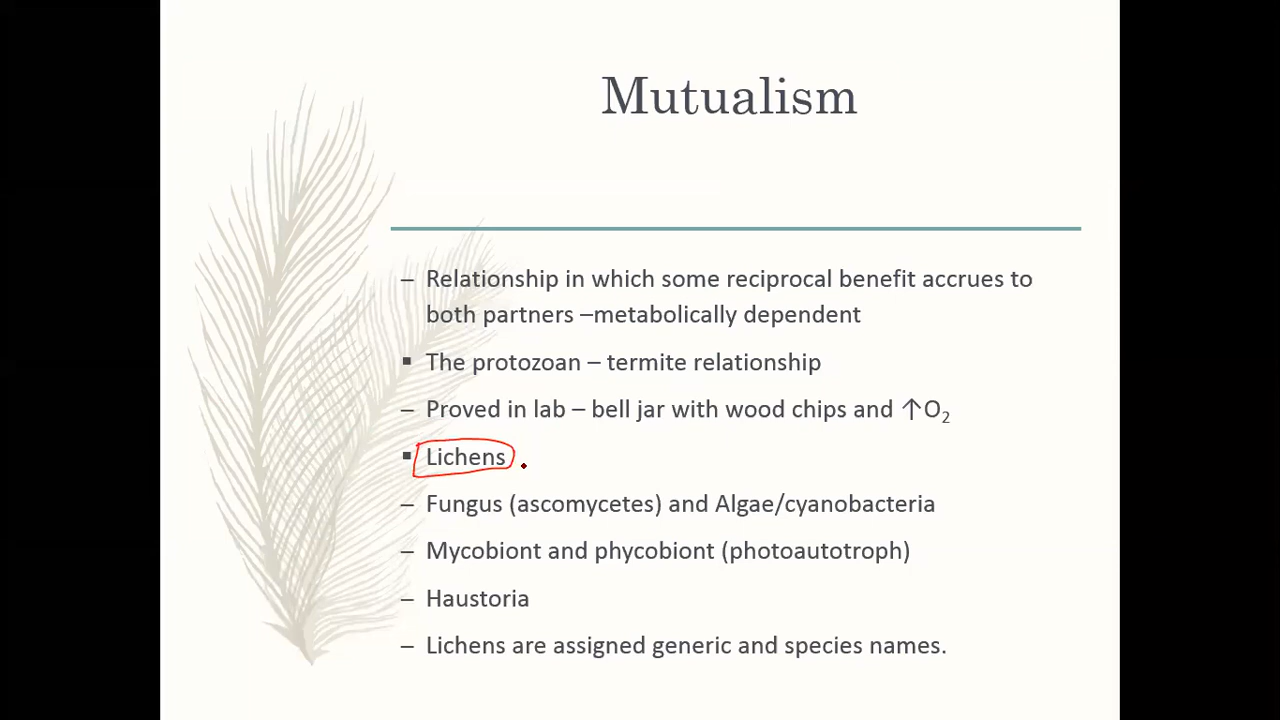 Mutualism
– Relationship in which some reciprocal benefit accrues to
both partners –metabolically dependent
▪ The protozoan – termite relationship
– Proved in lab – bell jar with wood chips and ↑O₂
▪ Lichens
– Fungus (ascomycetes) and Algae/cyanobacteria
– Mycobiont and phycobiont (photoautotroph)
– Haustoria
– Lichens are assigned generic and species names.